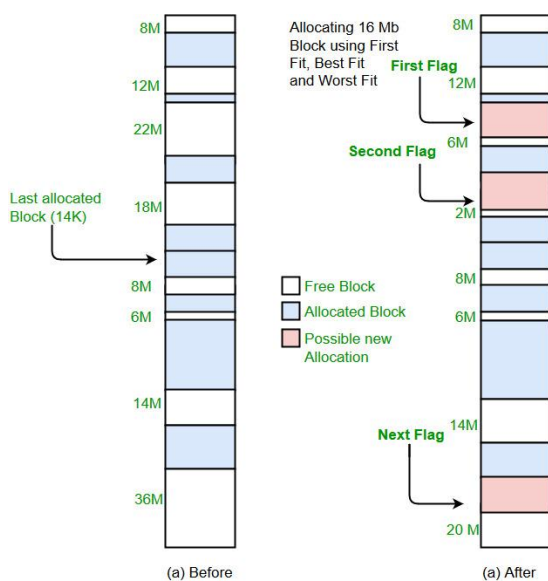 8M
12M
22M
18M
Last allocated
Block (14K)
8M
6M
14M
36M
(a) Before
Allocating 16 Mb
Block using First
Fit, Best Fit
and Worst Fit
First Flag
Second Flag
Free Block
Allocated Block
Possible new
Allocation
Next Flag
8M
12M
6M
2M
8M
6M
14M
20 M
(a) After